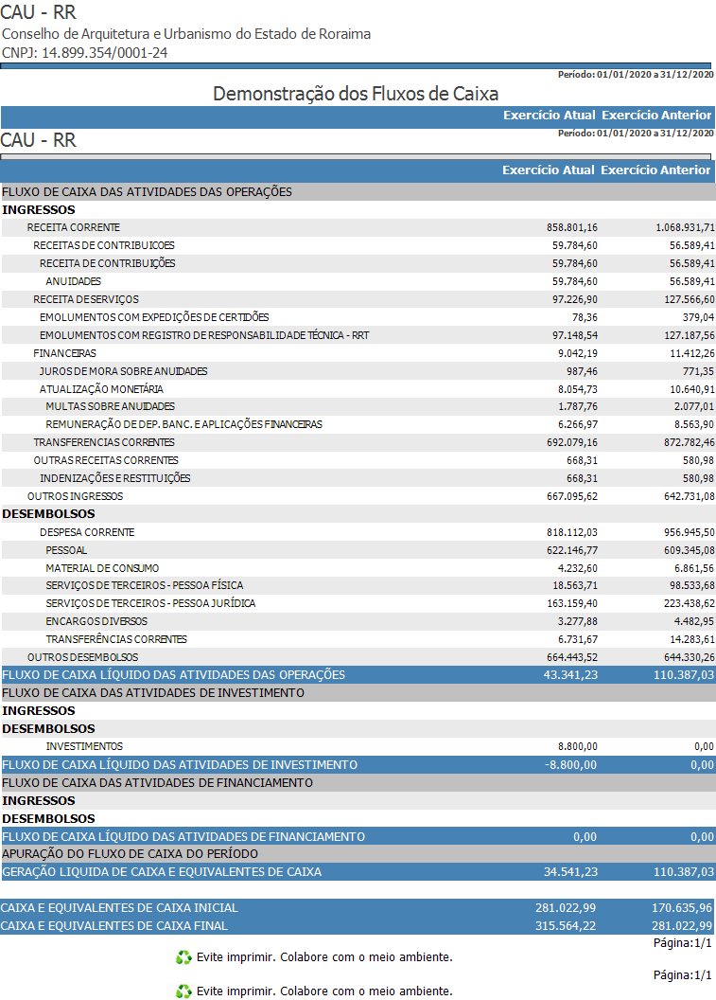 CAU - RR
Conselho de Arquitetura e Urbanismo do Estado de Roraima
CNPJ: 14.899.354/0001-24
Período: 01/01/2020 a 31/12/2020
Demonstração dos Fluxos de Caixa
Exercício Atual Exercício Anterior
Período: 01/01/2020 a 31/12/2020
CAU - RR
Exercício Atual Exercício Anterior
FLUXO DE CAIXA DAS ATIVIDADES DAS OPERAÇÕES
INGRESSOS
RECEITA CORRENTE 858.801,16 1.068.931,71
RECEITAS DE CONTRIBUICOES 59.784,60 56.589,41
RECEITA DE CONTRIBUIÇÕES 59.784,60 56.589,41
ANUIDADES 59.784,60 56.589,41
RECEITA DE SERVIÇOS 97.226,90 127.566,60
EMOLUMENTOS COM EXPEDIÇÕES DE CERTIDÕES 78,36 379,04
EMOLUMENTOS COM REGISTRO DE RESPONSABILIDADE TÉCNICA - RRT 97.148,54 127.187,56
FINANCEIRAS 9.042,19 11.412,26
JUROS DE MORA SOBRE ANUIDADES 987,46 771,35
ATUALIZAÇÃO MONETÁRIA 8.054,73 10.640,91
MULTAS SOBRE ANUIDADES 1.787,76 2.077,01
REMUNERAÇÃO DE DEP. BANC. E APLICAÇÕES FINANCEIRAS 6.266,97 8.563,90
TRANSFERENCIAS CORRENTES 692.079,16 872.782,46
OUTRAS RECEITAS CORRENTES 668,31 580,98
INDENIZAÇÕES E RESTITUIÇÕES 668,31 580,98
OUTROS INGRESSOS 667.095,62 642.731,08
DESEMBOLSOS
DESPESA CORRENTE 818.112,03 956.945,50
PESSOAL 622.146,77 609.345,08
MATERIAL DE CONSUMO 4.232,60 6.861,56
SERVIÇOS DE TERCEIROS - PESSOA FÍSICA 18.563,71 98.533,68
SERVIÇOS DE TERCEIROS - PESSOA JURÍDICA 163.159,40 223.438,62
ENCARGOS DIVERSOS 3.277,88 4.482,95
TRANSFERÊNCIAS CORRENTES 6.731,67 14.283,61
OUTROS DESEMBOLSOS 664.443,52 644.330,26
FLUXO DE CAIXA LÍQUIDO DAS ATIVIDADES DAS OPERAÇÕES 43.341,23 110.387,03
FLUXO DE CAIXA DAS ATIVIDADES DE INVESTIMENTO
INGRESSOS
DESEMBOLSOS
INVESTIMENTOS 8.800,00 0,00
FLUXO DE CAIXA LÍQUIDO DAS ATIVIDADES DE INVESTIMENTO -8.800,00 0,00
FLUXO DE CAIXA DAS ATIVIDADES DE FINANCIAMENTO
INGRESSOS
DESEMBOLSOS
FLUXO DE CAIXA LÍQUIDO DAS ATIVIDADES DE FINANCIAMENTO 0,00 0,00
APURAÇÃO DO FLUXO DE CAIXA DO PERÍODO
GERAÇÃO LIQUIDA DE CAIXA E EQUIVALENTES DE CAIXA 34.541,23 110.387,03
CAIXA E EQUIVALENTES DE CAIXA INICIAL 281.022,99 170.635,96
CAIXA E EQUIVALENTES DE CAIXA FINAL 315.564,22 281.022,99
Página:1/1
Evite imprimir. Colabore com o meio ambiente.
Página:1/1
Evite imprimir. Colabore com o meio ambiente.